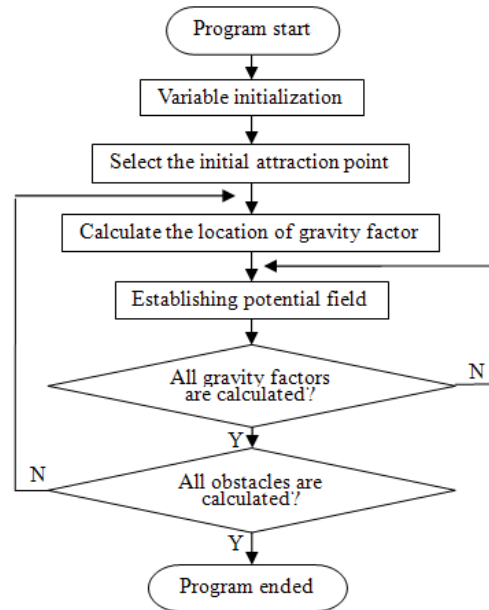 Program start
Variable initialization
Select the initial attraction point
Calculate the location of gravity factor
Establishing potential field
All gravity factors
are calculated?
N
Y
N
All obstacles are
calculated?
Y
Program ended